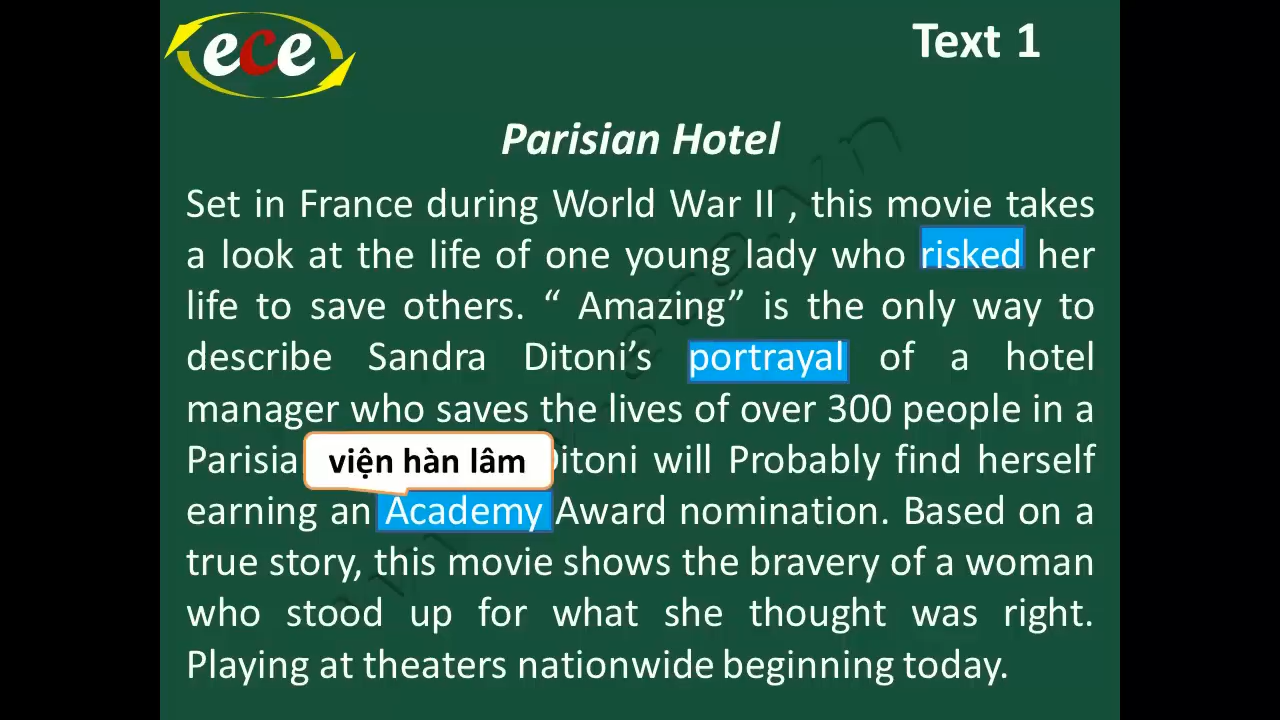 ece
Text 1
Parisian Hotel
Set in France during World War II , this movie takes
a look at the life of one young lady who risked her
life to save others. “ Amazing” is the only way to
describe Sandra Ditoni’s portrayal of a hotel
manager who saves the lives of over 300 people in a
viện hàn lâm
will Probably find herself
earning an Academy Award nomination. Based on a
true story, this movie shows the bravery of a woman
who stood up for what she thought was right.
Playing at theaters nationwide beginning today.